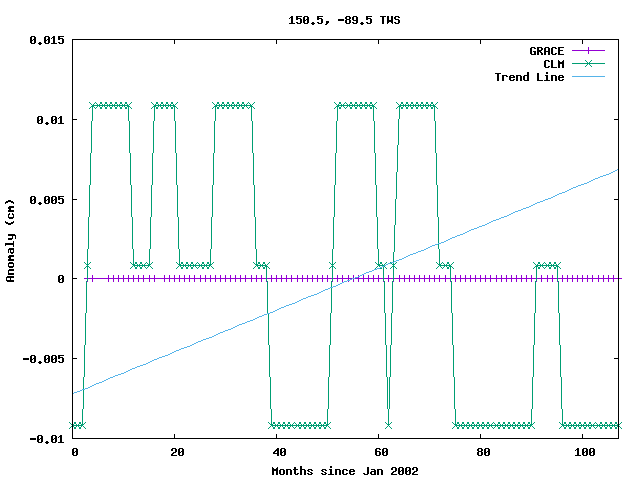 150.5, -89.5 TWS
0.015
0.01
0.005
0
-0.005
-0.01
Anomaly (cm)
GRACE
CLM
Trend Line
0 20 40 60 80 100
Months since Jan 2002